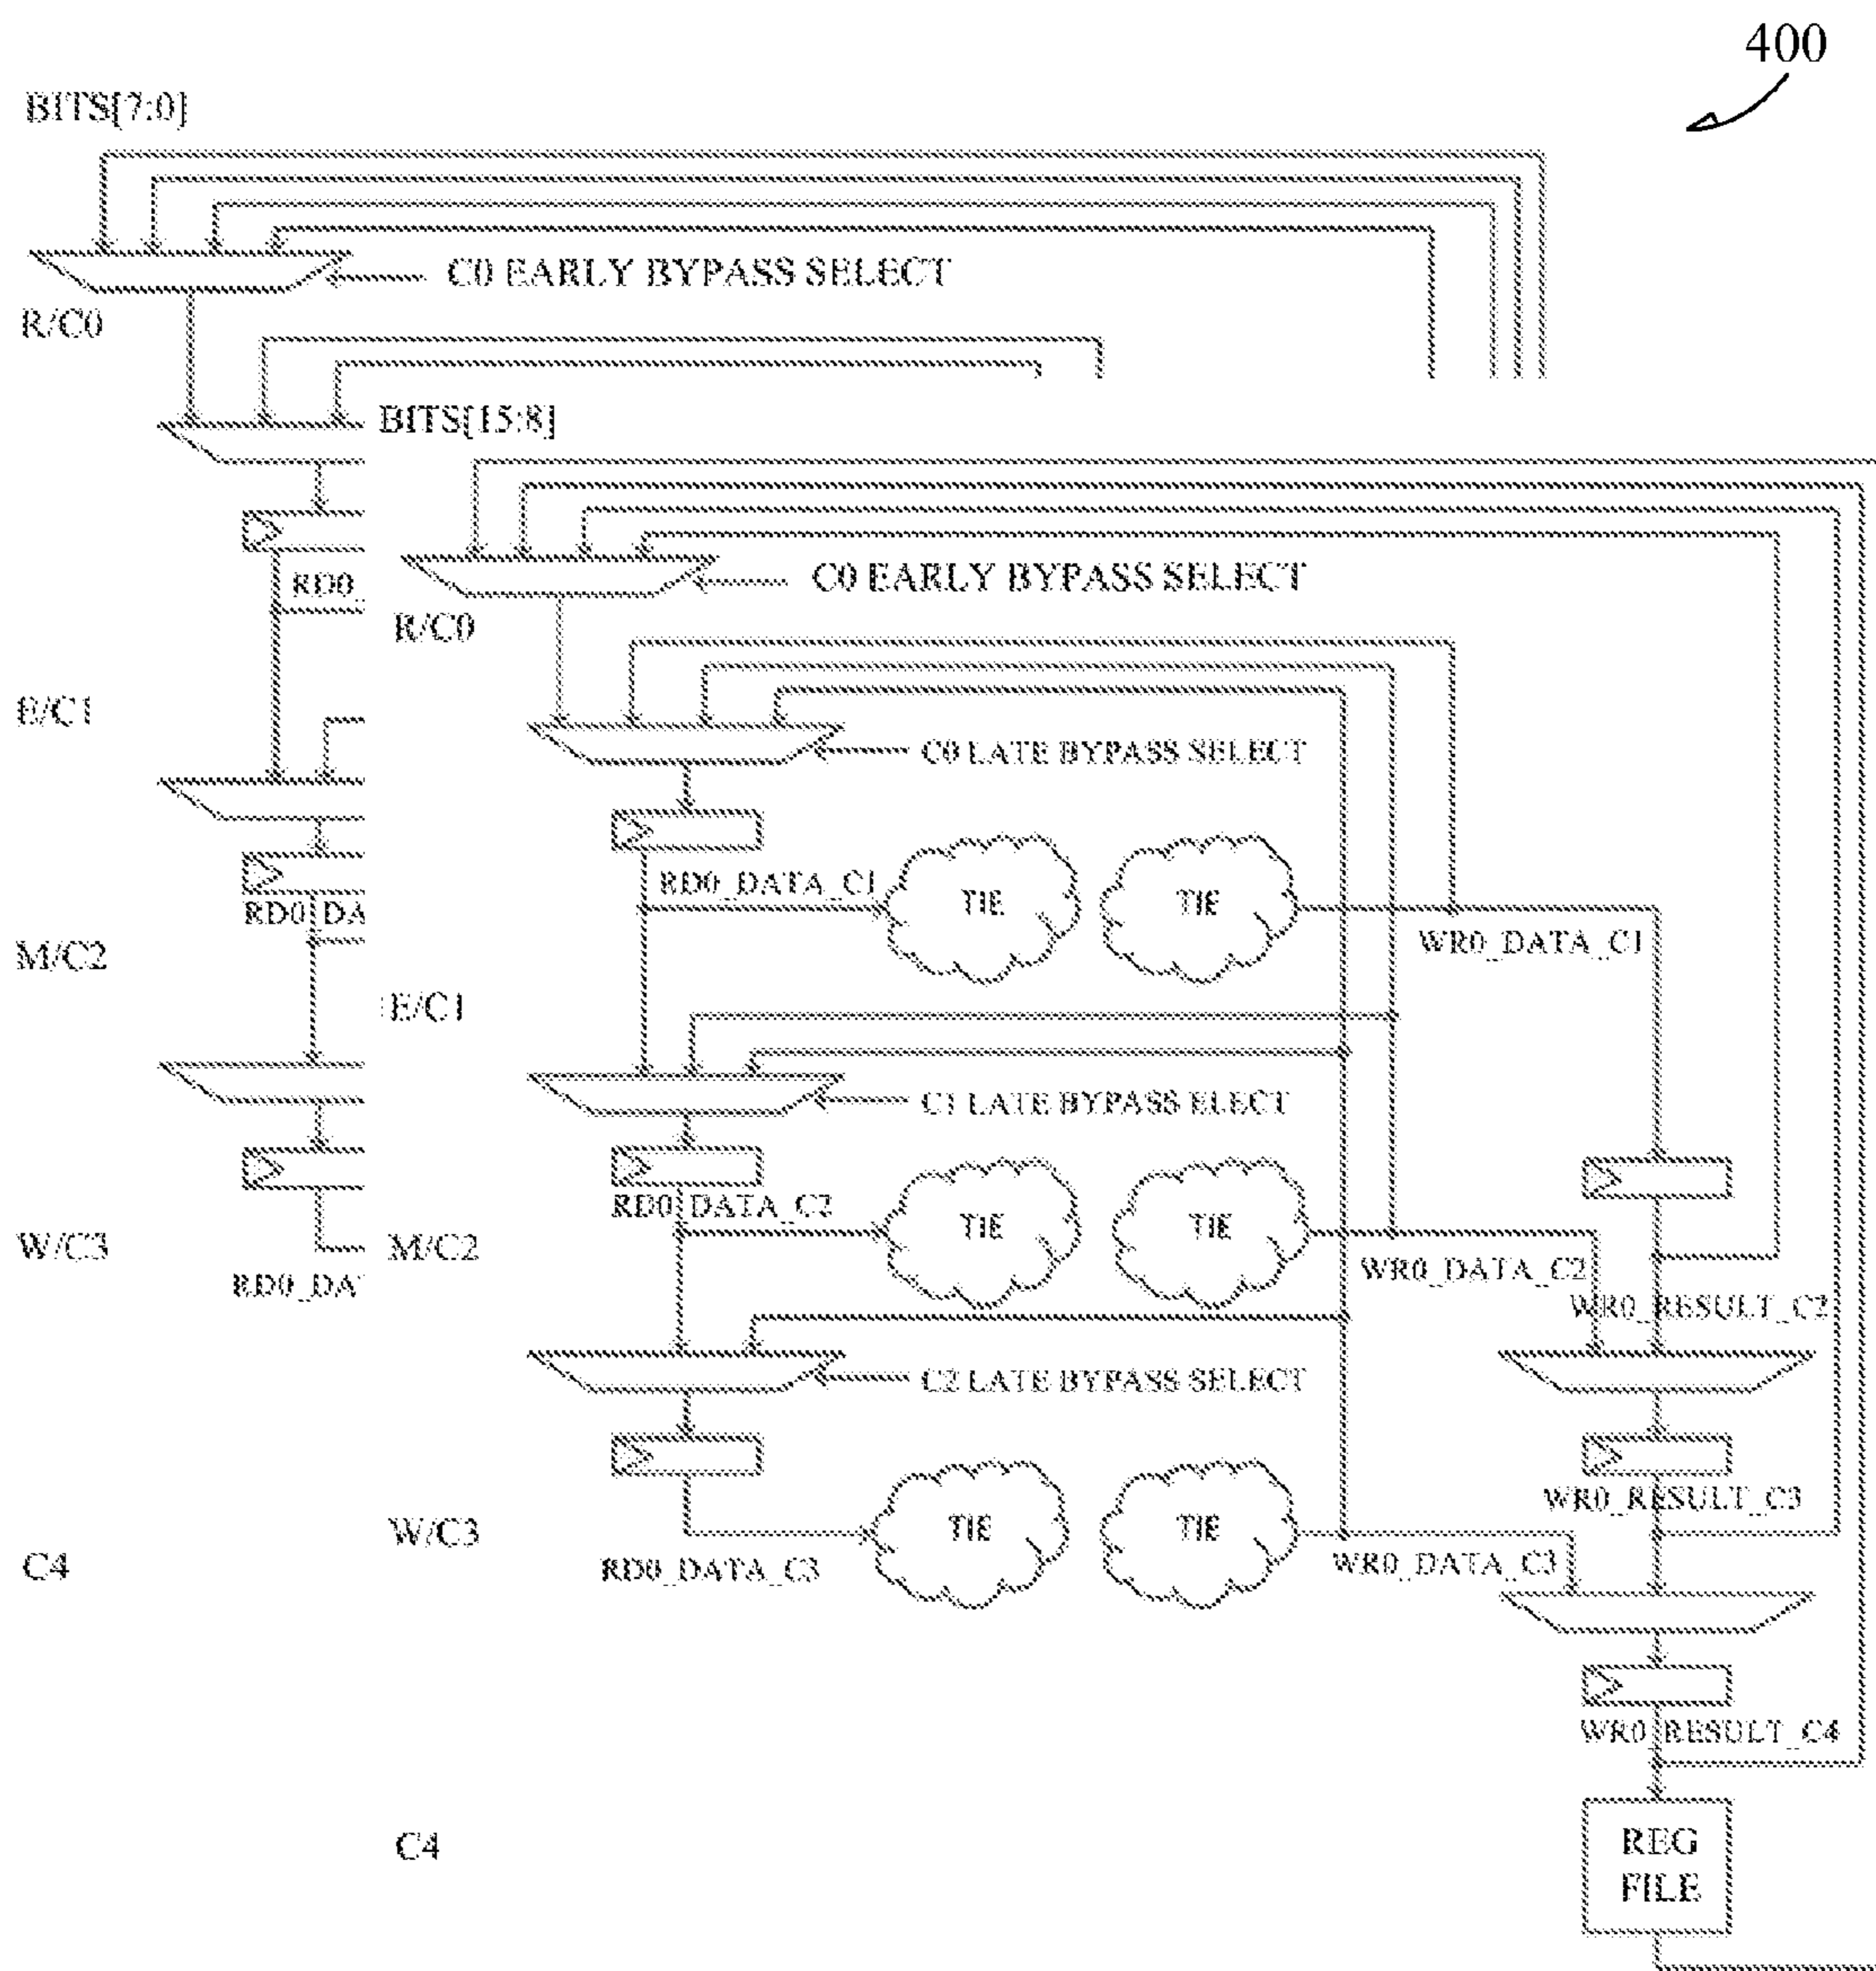 400
BITS[7:0]
C0 EARLY BYPASS SELECT
R/C0
BITS[15:8]
C0 EARLY BYPASS SELECT
RD0_
R/C0
E/C1
C0 LATE BYPASS SELECT
RD0_DATA_C1
TIE
TIE
RD0_DA
WR0_DATA_C1
M/C2
E/C1
C1 LATE BYPASS ELECT
RD0_DATA_C2
TIE
TIE
W/C3
M/C2
WR0_DATA_C2
RD0_DA
WR0_RESULT_C2
C2 LATE BYPASS SELECT
WR0_RESULT_C3
W/C3
TIE
TIE
C4
RD0_DATA_C3
WR0_DATA_C3
WR0_RESULT_C4
C4
REG
FILE